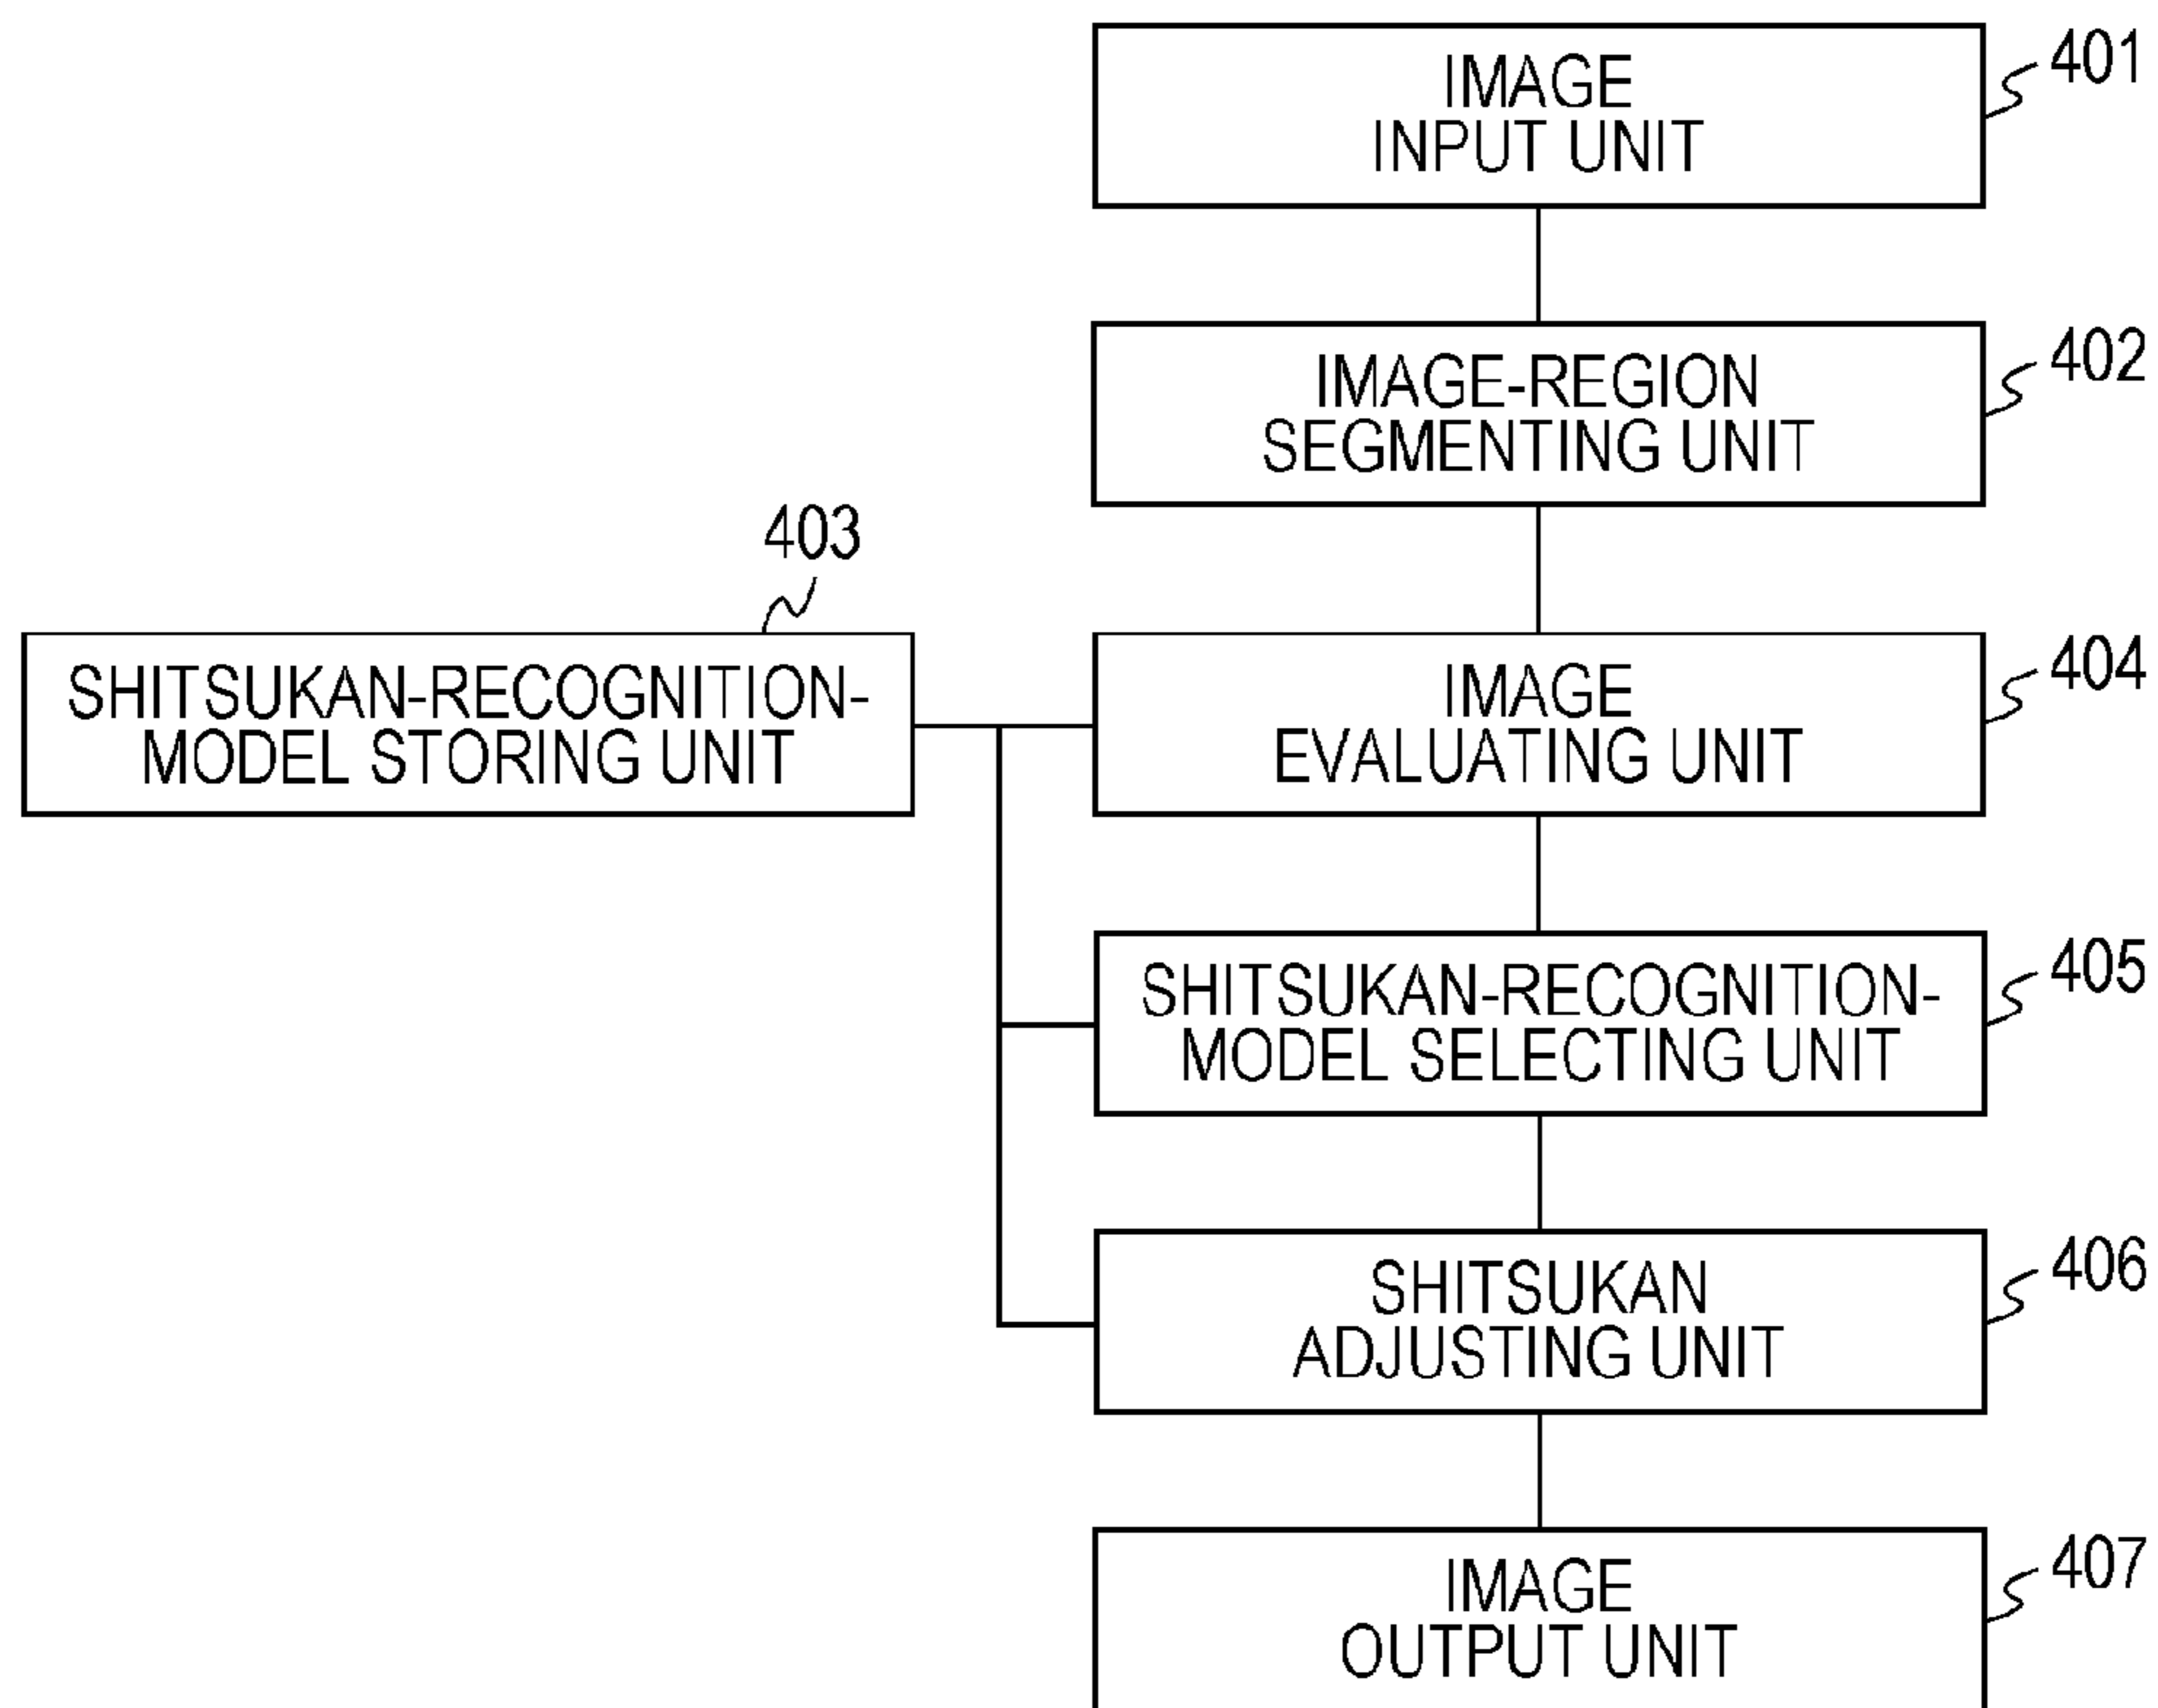 IMAGE
INPUT UNIT
401
IMAGE-REGION
SEGMENTING UNIT
402
403
SHITSUKAN-RECOGNITION-
MODEL STORING UNIT
IMAGE
EVALUATING UNIT
404
SHITSUKAN-RECOGNITION-
MODEL SELECTING UNIT
405
SHITSUKAN
ADJUSTING UNIT
406
IMAGE
OUTPUT UNIT
407